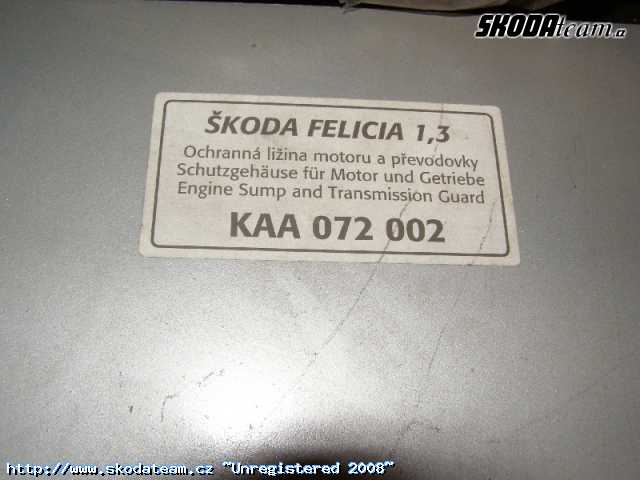 ŠKODAteam.cz
ŠKODA FELICIA 1,3
Ochranná ližina motoru a převodovky
Schutzgehäuse für Motor und Getriebe
Engine Sump and Transmission Guard
KAA 072 002
http://www.skodateam.cz ~Unregistered 2008~